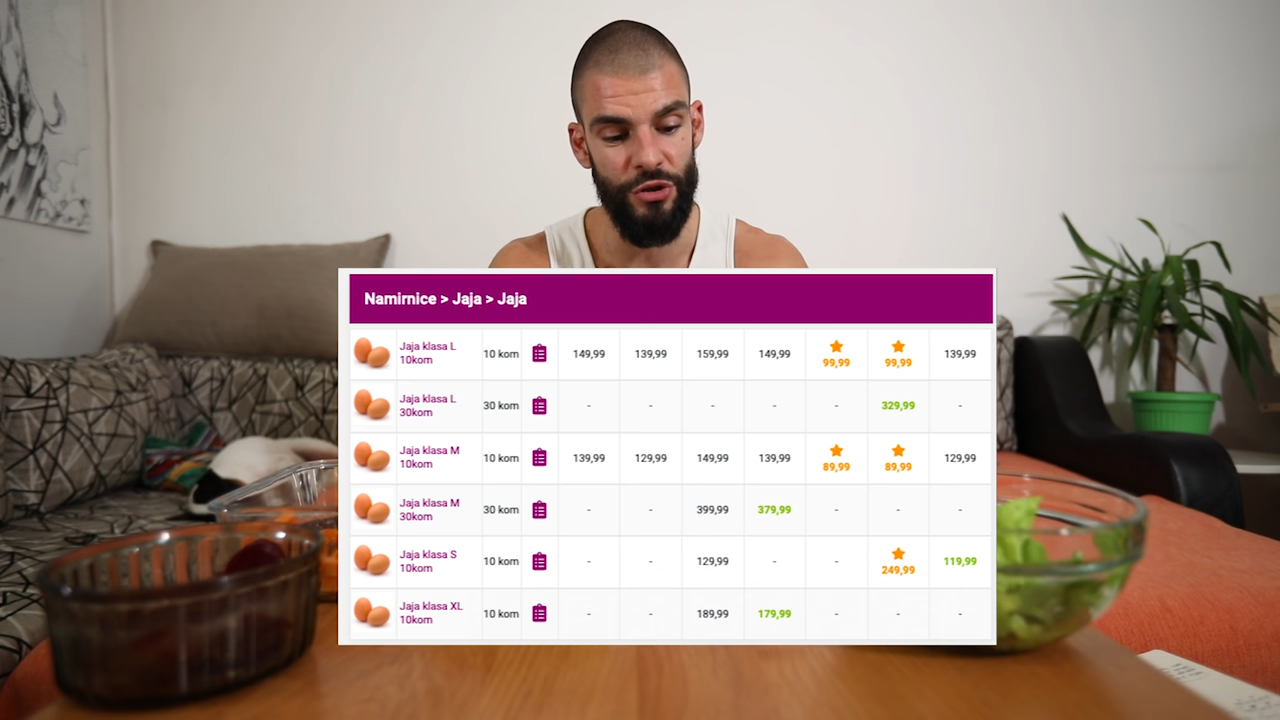 Namirnice > Jaja > Jaja
Jaja klasa L
10kom
10 kom 149,99 139,99 159,99 149,99 99,99 99,99 139,99
Jaja klasa L
30kom
30 kom - - - - - 329,99 -
Jaja klasa M
10kom
10 kom 139,99 129,99 149,99 139,99 89,99 89,99 129,99
Jaja klasa M
30kom
30 kom - - 399,99 379,99 - - -
Jaja klasa S
10kom
10 kom - - 129,99 - - 249,99 119,99
Jaja klasa XL
10kom
10 kom - - 189,99 179,99 - - -